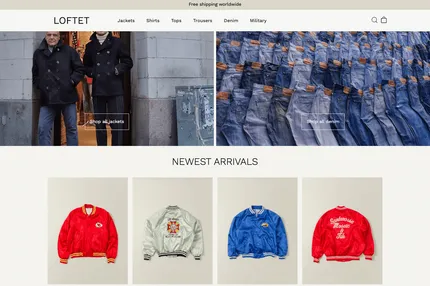 Free shipping worldwide
LOFTET
Jackets Shirts Tops Trousers Denim Military
Shop all jackets
Shop all denim
NEWEST ARRIVALS